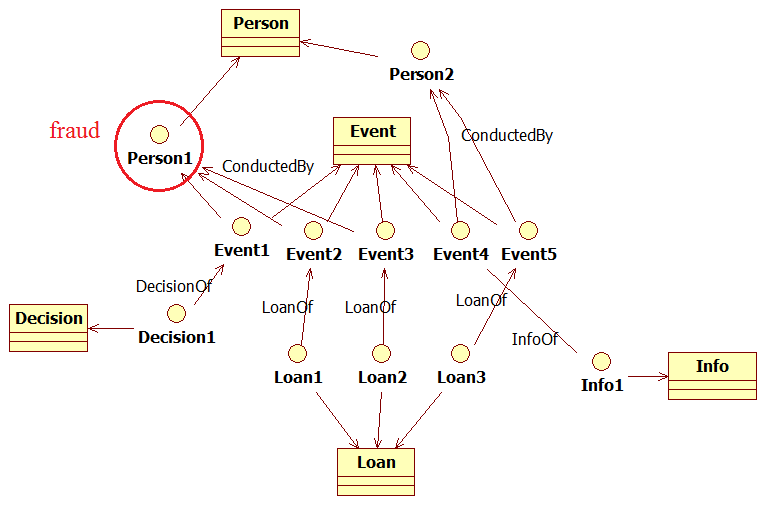 Person
Person2
fraud
Event
ConductedBy
Person1
ConductedBy
Event1
Event2
Event3
Event4
Event5
DecisionOf
LoanOf
LoanOf
LoanOf
Decision
Decision1
InfoOf
Loan1
Loan2
Loan3
Info1
Info
Loan